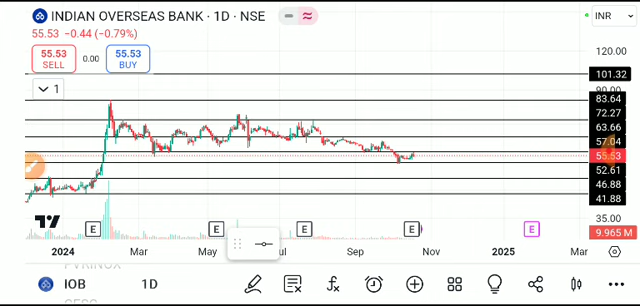 INDIAN OVERSEAS BANK · 1D · NSE
INR
55.53 −0.44 (−0.79%)
55.53 SELL
0.00
55.53 BUY
1
120.00
101.32
90.00
83.64
72.27
63.66
57.04
55.53
52.61
46.88
41.88
35.00
9.965 M
E E E E E
2024 Mar May Sep Nov 2025 Mar
IOB 1D